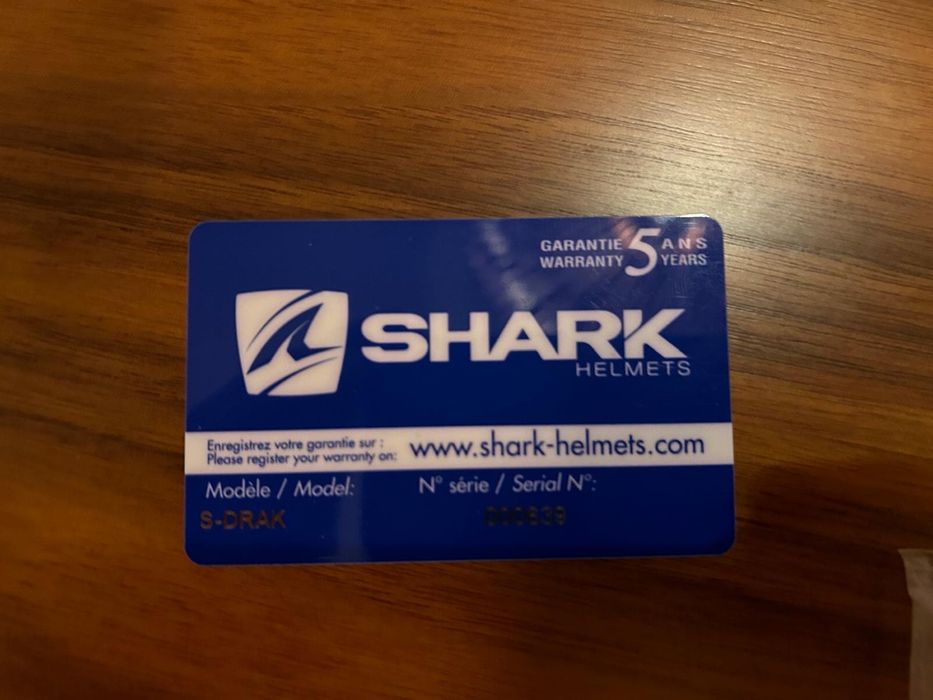 GARANTIE 5 ANS
WARRANTY YEARS
SHARK
HELMETS
Enregistrez votre garantie sur :
Please register your warranty on: www.shark-helmets.com
Modèle / Model: N° série / Serial N°:
S-DRAK